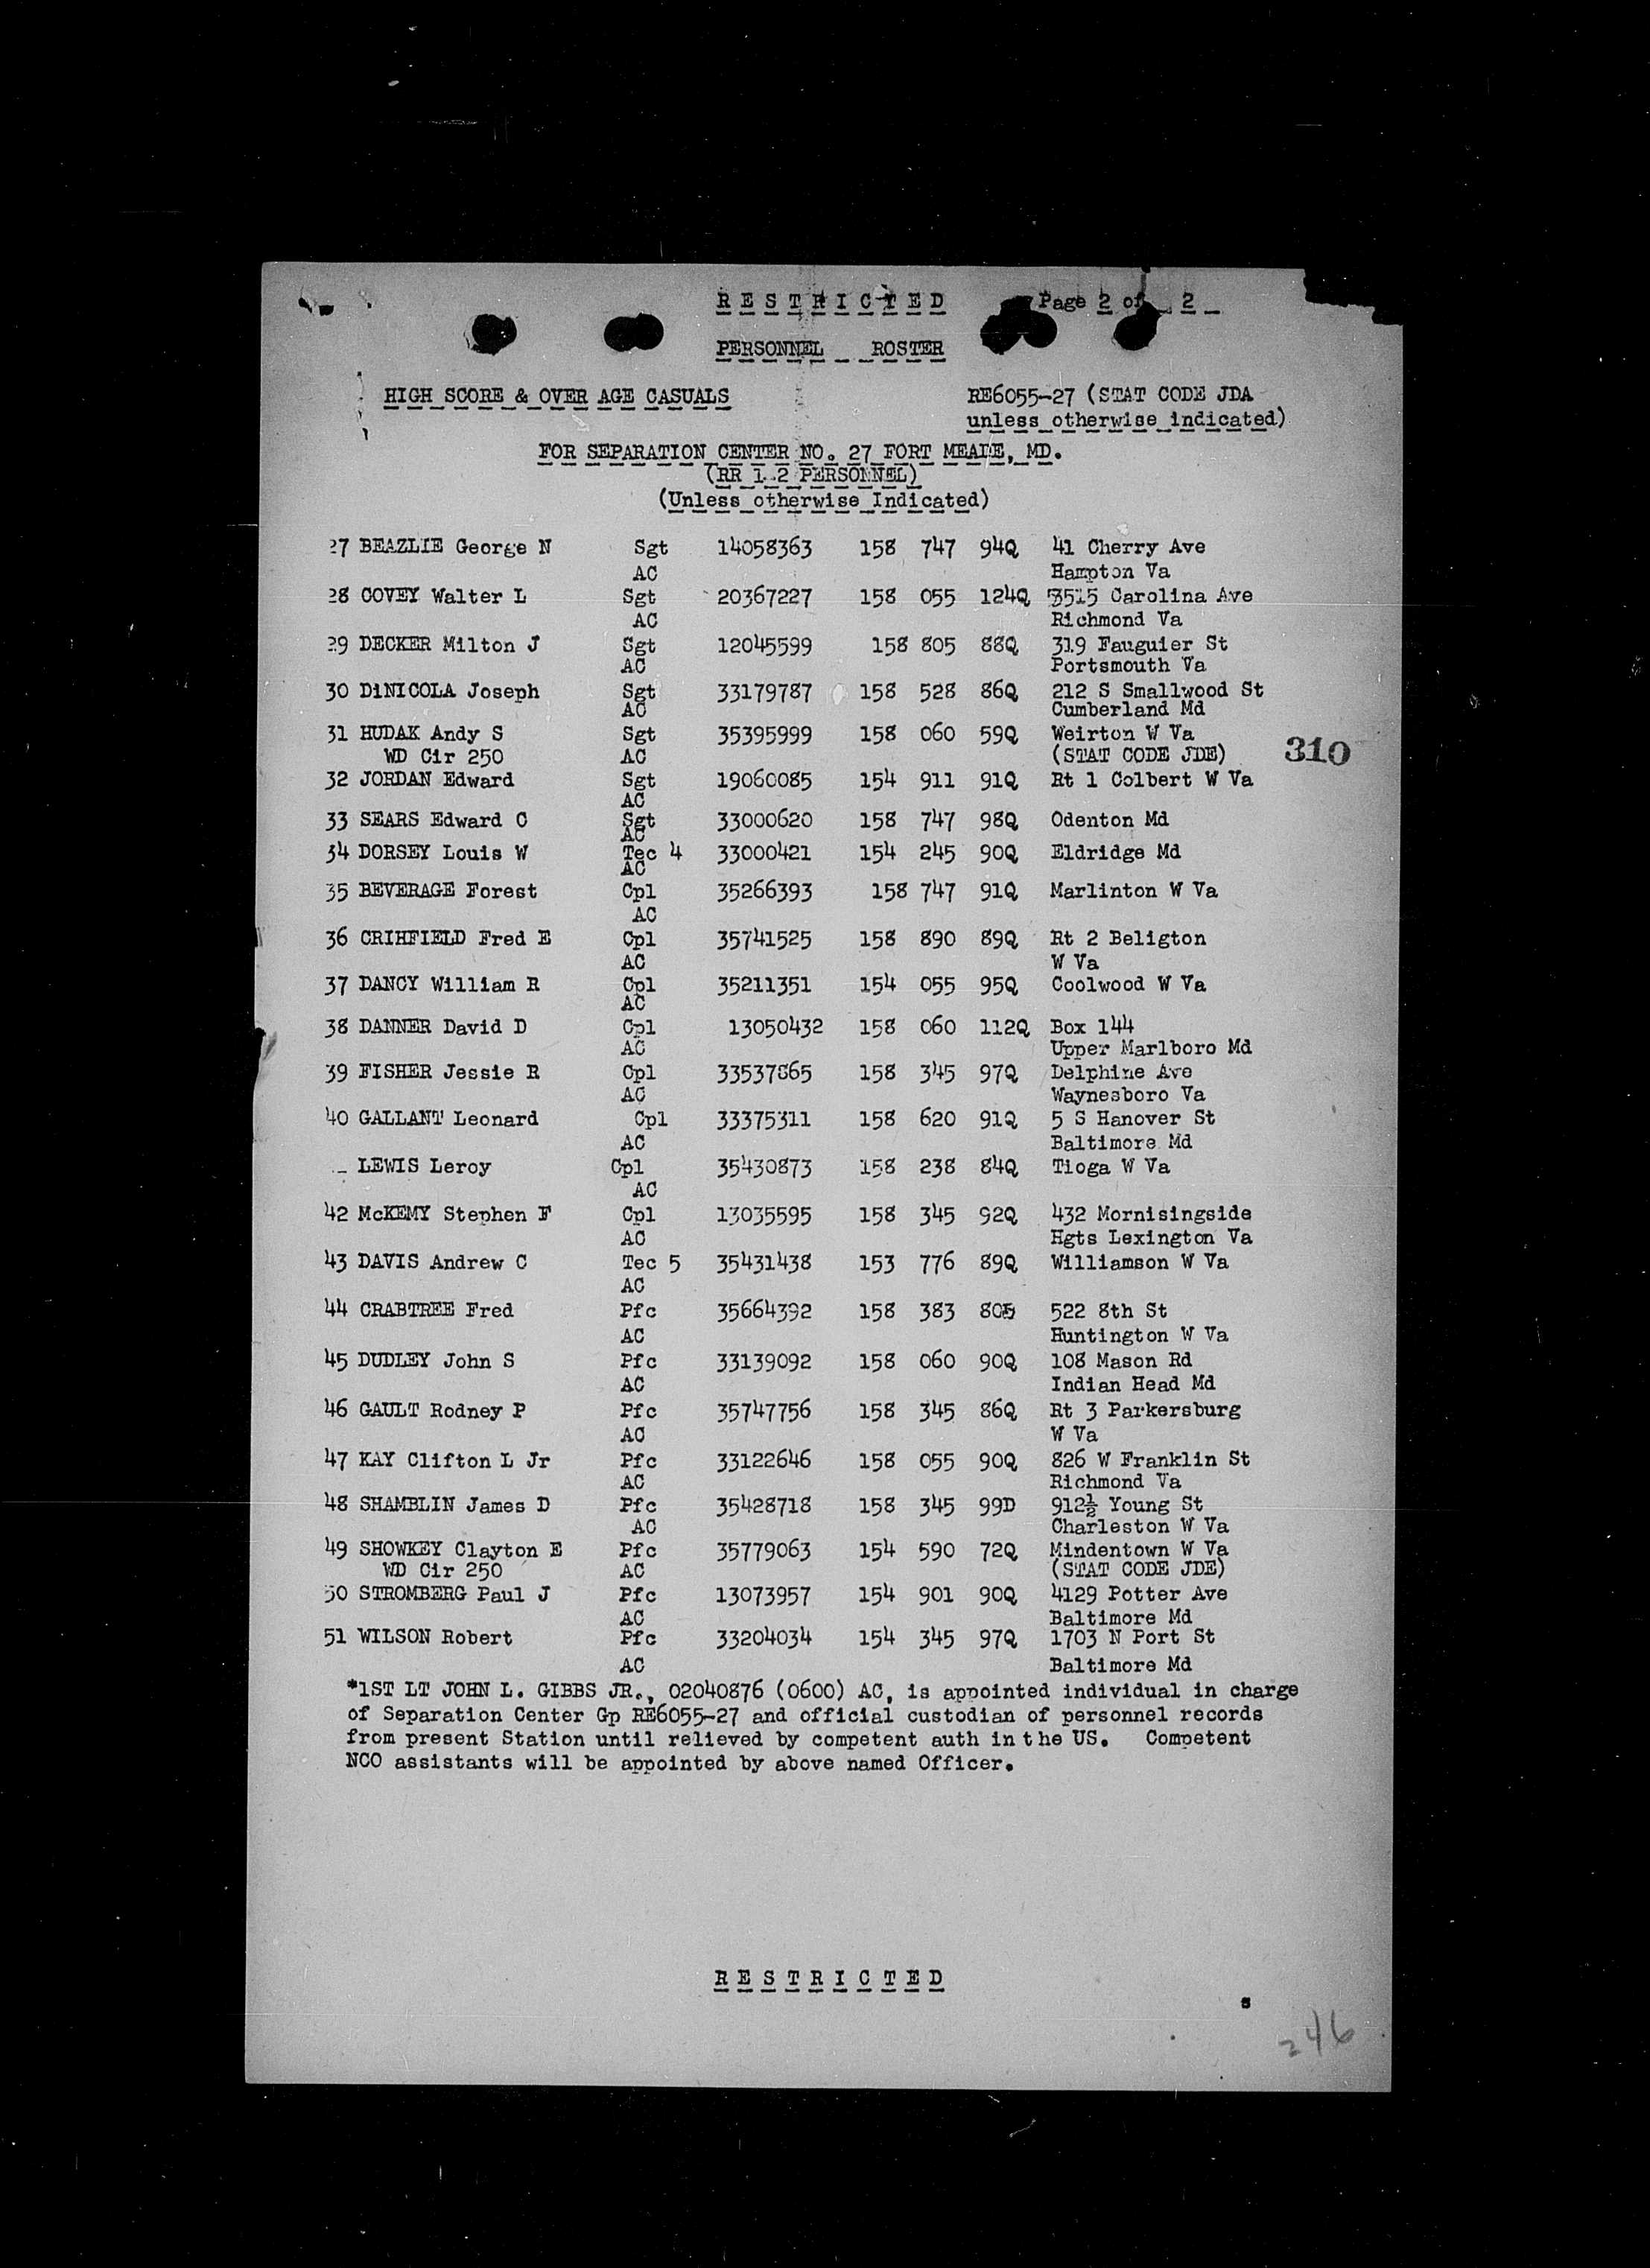 R E S T R I C T E D Page 2 of 2
PERSONNEL ROSTER
HIGH SCORE & OVER AGE CASUALS RE6055-27 (STAT CODE JDA
unless otherwise indicated)
FOR SEPARATION CENTER NO. 27 FORT MEADE, MD.
(RR 1 2 PERSONNEL)
(Unless otherwise Indicated)
27 BEAZLIE George N Sgt 14058363 158 747 94Q 41 Cherry Ave
AC Hampton Va
28 COVEY Walter L Sgt 20367227 158 055 124Q 3515 Carolina Ave
AC Richmond Va
29 DECKER Milton J Sgt 12045599 158 805 88Q 319 Fauguier St
AC Portsmouth Va
30 DiNICOLA Joseph Sgt 33179787 158 528 86Q 212 S Smallwood St
AC Cumberland Md
31 HUDAK Andy S Sgt 35395999 158 060 59Q Weirton W Va
WD Cir 250 AC (STAT CODE JDE) 310
32 JORDAN Edward Sgt 19060085 154 911 91Q Rt 1 Colbert W Va
AC
33 SEARS Edward C Sgt 33000620 158 747 98Q Odenton Md
AC
34 DORSEY Louis W Tec 4 33000421 154 245 90Q Eldridge Md
AC
35 BEVERAGE Forest Cpl 35266393 158 747 91Q Marlinton W Va
AC
36 CRIHFIELD Fred E Cpl 35741525 158 890 89Q Rt 2 Beligton
AC W Va
37 DANCY William R Cpl 35211351 154 055 95Q Coolwood W Va
AC
38 DANNER David D Cpl 13050432 158 060 112Q Box 144
AC Upper Marlboro Md
39 FISHER Jessie R Cpl 33537865 158 345 97Q Delphine Ave
AC Waynesboro Va
40 GALLANT Leonard Cpl 33375311 158 620 91Q 5 S Hanover St
AC Baltimore Md
LEWIS Leroy Cpl 35430873 158 238 84Q Tioga W Va
AC
42 McKEMY Stephen F Cpl 13035595 158 345 92Q 432 Mornisingside
AC Hgts Lexington Va
43 DAVIS Andrew C Tec 5 35431438 153 776 89Q Williamson W Va
AC
44 CRABTREE Fred Pfc 35664392 158 383 522 8th St
AC Huntington W Va
45 DUDLEY John S Pfc 33139092 158 060 90Q 108 Mason Rd
AC Indian Head Md
46 GAULT Rodney P Pfc 35747756 158 345 86Q Rt 3 Parkersburg
AC W Va
47 KAY Clifton L Jr Pfc 33122646 158 055 90Q 826 W Franklin St
AC Richmond Va
48 SHAMBLIN James D Pfc 35428718 158 345 99D 912½ Young St
AC Charleston W Va
49 SHOWKEY Clayton E Pfc 35779063 154 590 72Q Mindentown W Va
WD Cir 250 AC (STAT CODE JDE)
50 STROMBERG Paul J Pfc 13073957 154 901 90Q 4129 Potter Ave
AC Baltimore Md
51 WILSON Robert Pfc 33204034 154 345 97Q 1703 N Port St
AC Baltimore Md
*1ST LT JOHN L. GIBBS JR., 02040876 (0600) AC, is appointed individual in charge
of Separation Center Gp RE6055-27 and official custodian of personnel records
from present Station until relieved by competent auth in the US. Competent
NCO assistants will be appointed by above named Officer.
R E S T R I C T E D
246